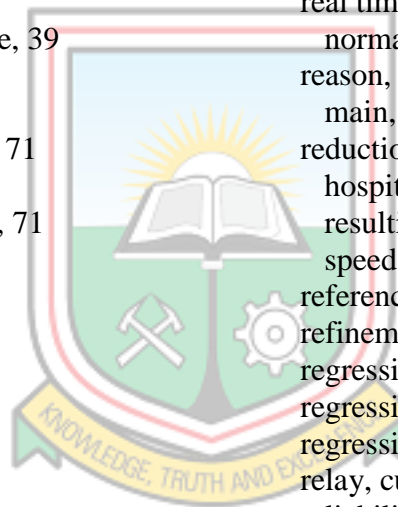 e, 39
71
, 71
real tim
norma
reason,
main,
reductio
hospit
resulti
speed
referenc
refinem
regressi
regressi
regressi
relay, cu
KNOWLEDGE, TRUTH AND